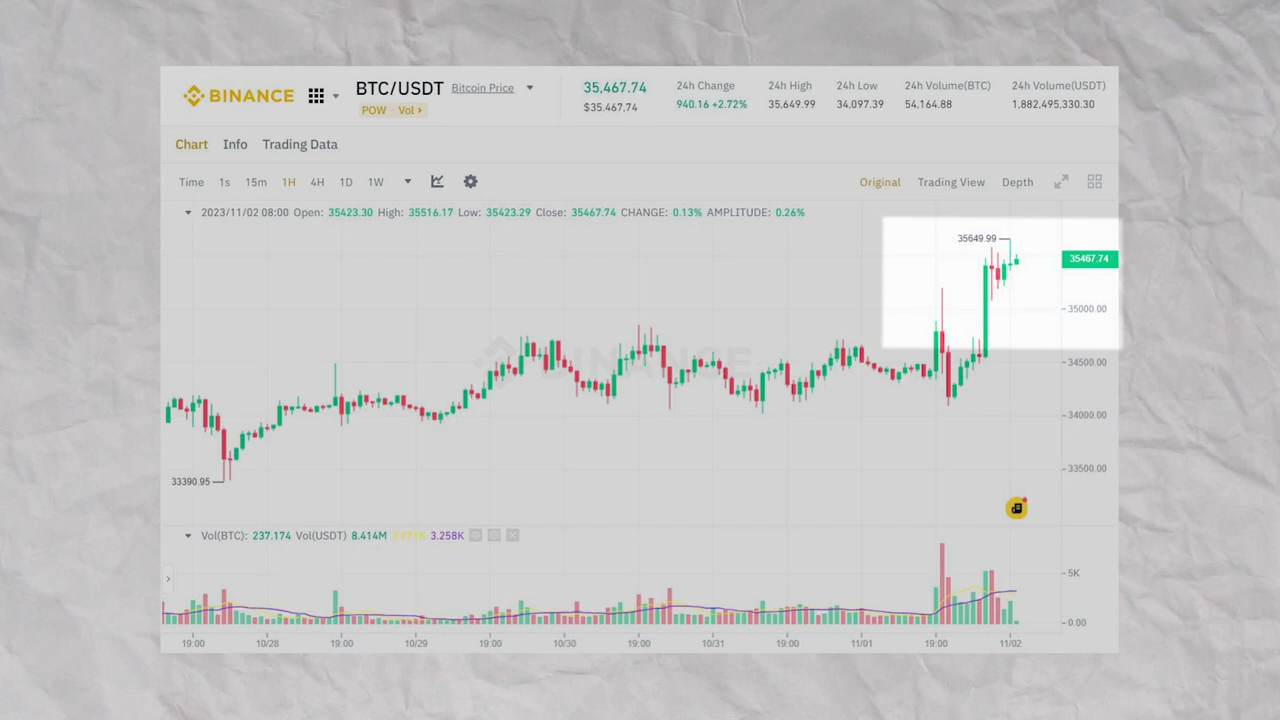 BINANCE
BTC/USDT Bitcoin Price
POW Vol
35,467.74
$35.467,74
24h Change
940.16 +2.72%
24h High
35,649.99
24h Low
34,097.39
24h Volume(BTC)
54,164.88
24h Volume(USDT)
1,882,495,330.30
Chart Info Trading Data
Time 1s 15m 1H 4H 1D 1W
Original Trading View Depth
2023/11/02 08:00 Open: 35423.30 High: 35516.17 Low: 35423.29 Close: 35467.74 CHANGE: 0.13% AMPLITUDE: 0.26%
35649.99
35467.74
35000.00
BINANCE
34500.00
34000.00
33500.00
33390.95
Vol(BTC): 237.174 Vol(USDT) 8.414M 3.258K
5K
0.00
19:00 10/28 19:00 10/29 19:00 10/30 19:00 10/31 19:00 11/01 19:00 11/02